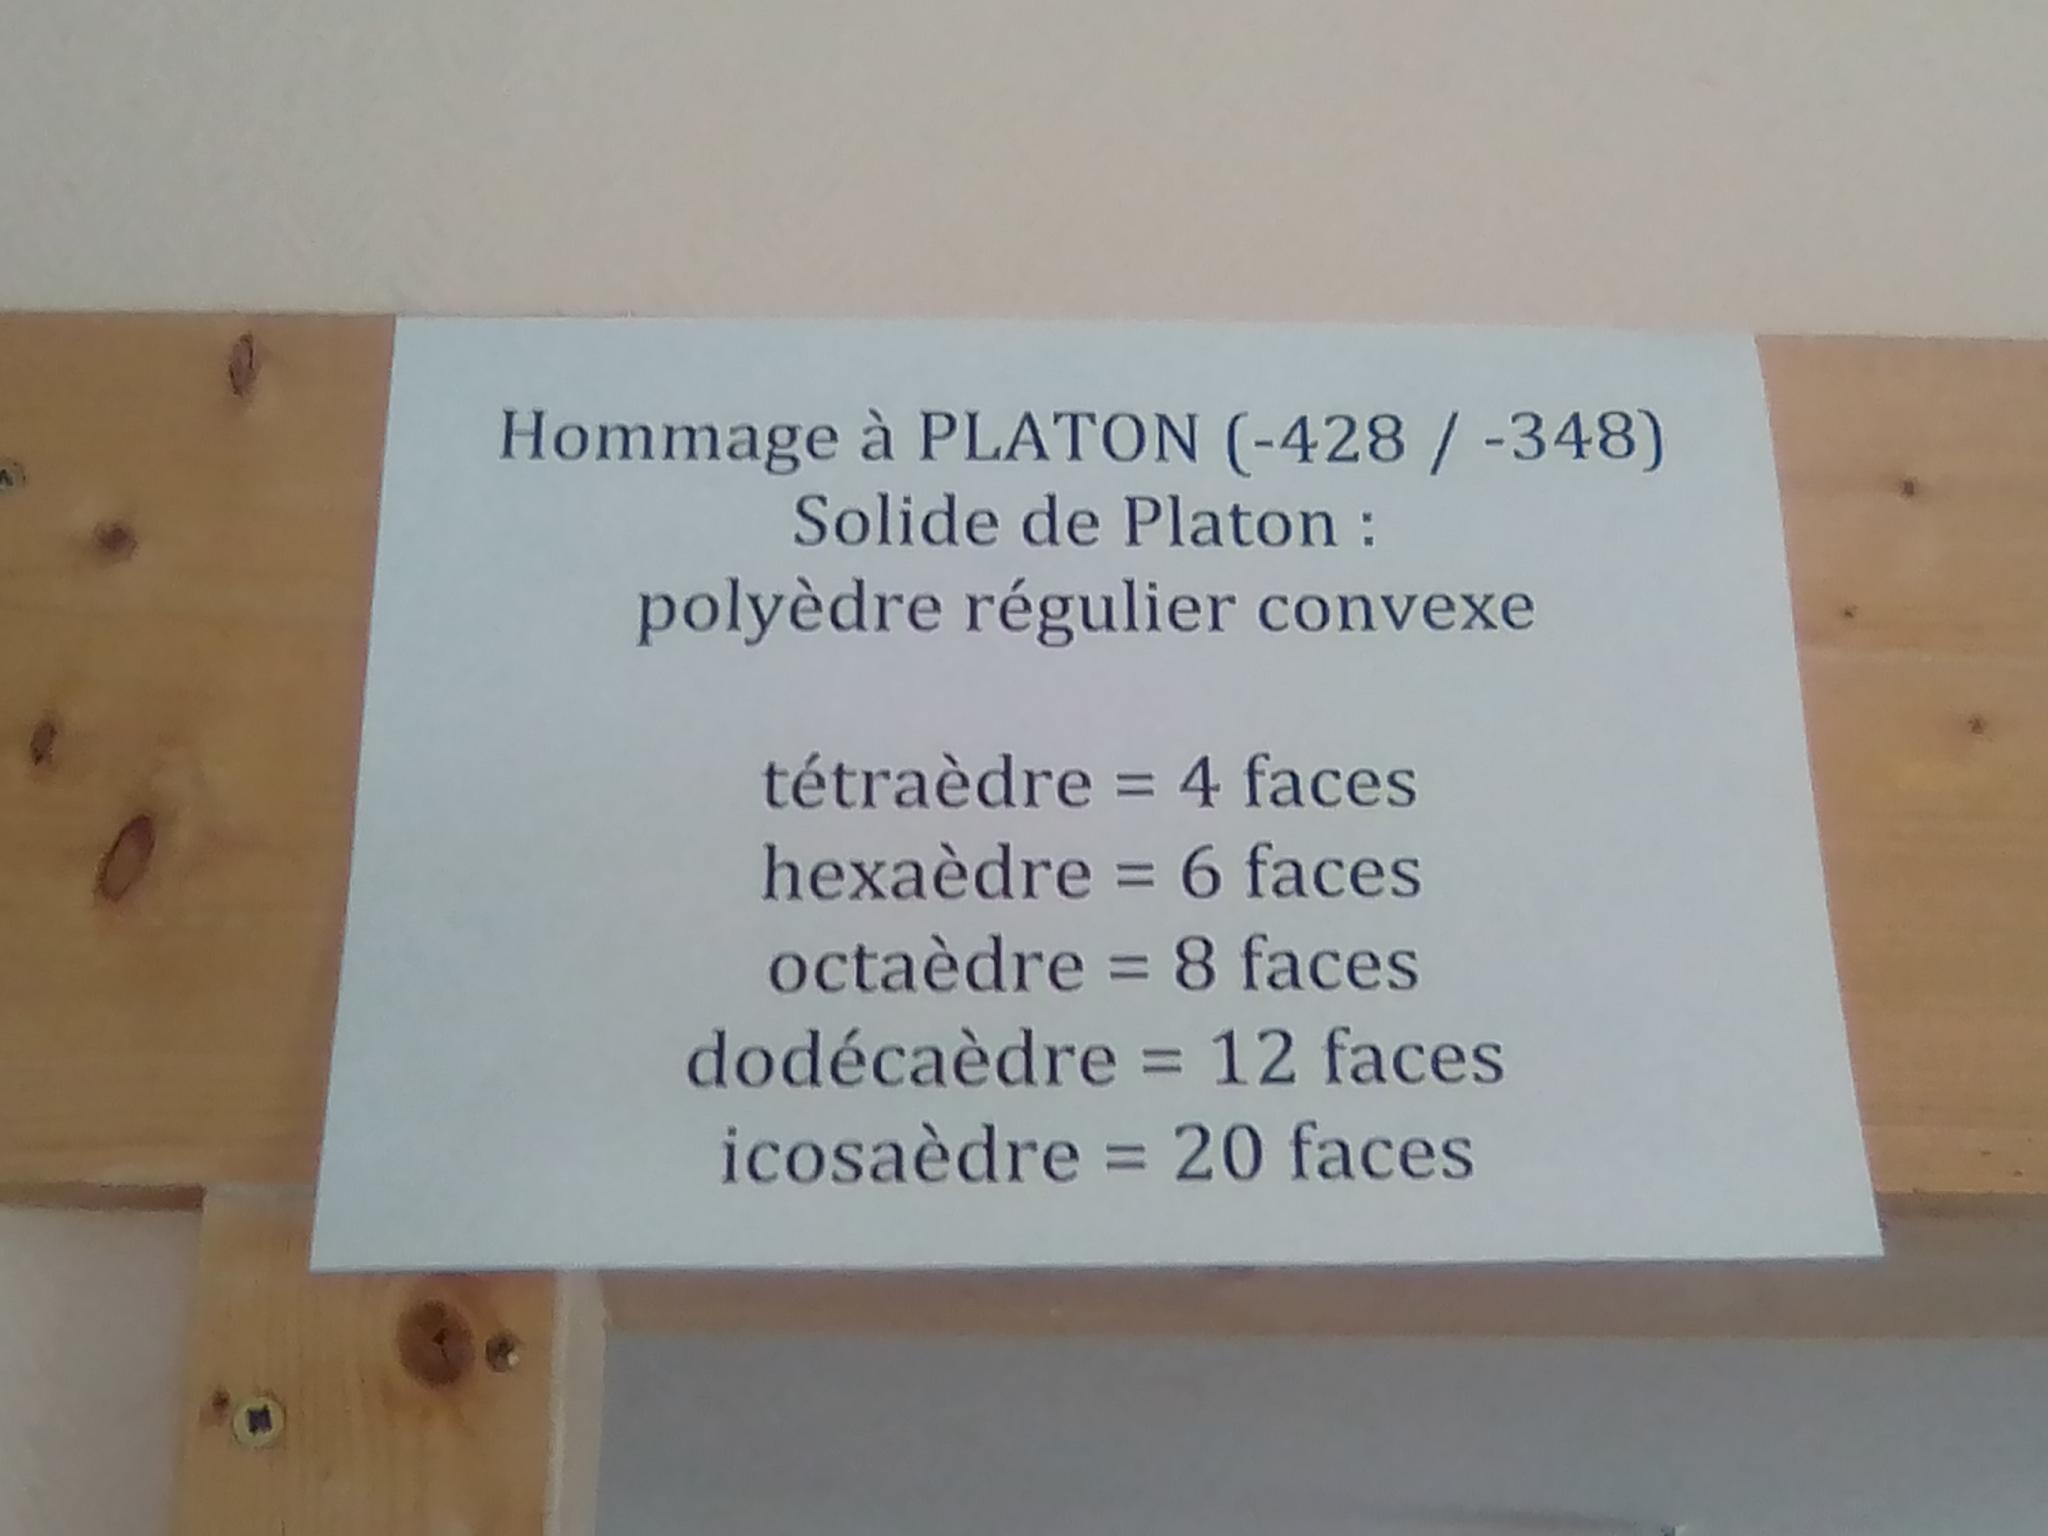 Hommage à PLATON (-428 / -348)
Solide de Platon :
polyèdre régulier convexe
tétraèdre = 4 faces
hexaèdre = 6 faces
octaèdre = 8 faces
dodécaèdre = 12 faces
icosaèdre = 20 faces